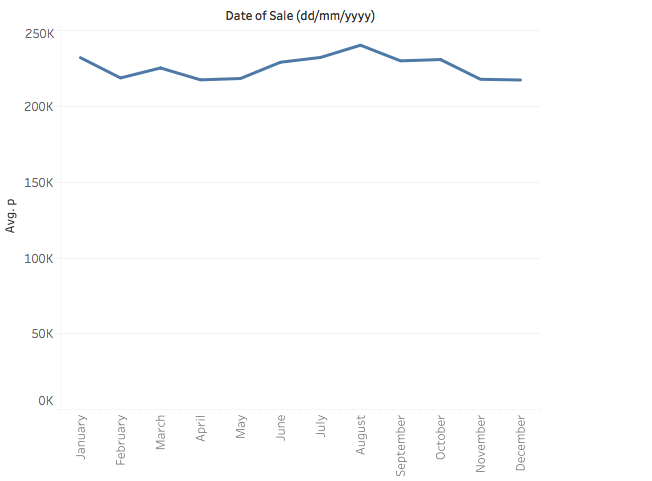 Date of Sale (dd/mm/yyyy)
250K
200K
150K
100K
50K
0K
Avg. p
January
February
March
April
May
June
July
August
September
October
November
December